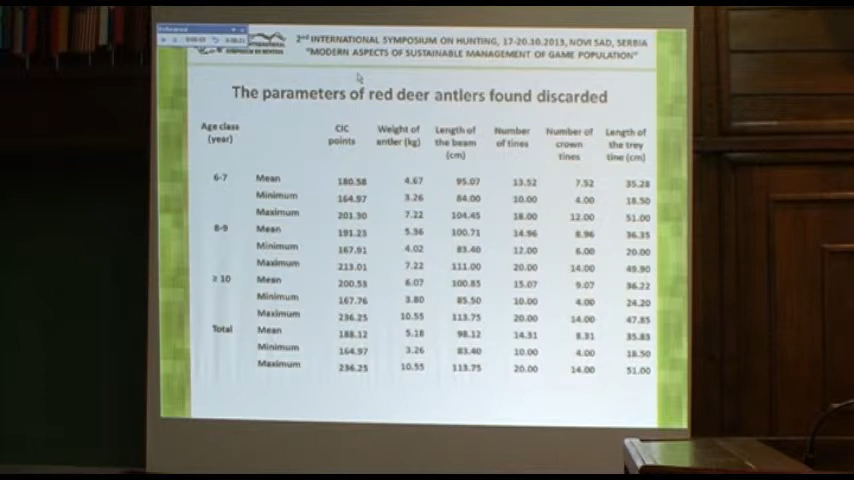 2nd INTERNATIONAL SYMPOSIUM ON HUNTING, 17-20.10.2013, NOVI SAD, SERBIA
"MODERN ASPECTS OF SUSTAINABLE MANAGEMENT OF GAME POPULATION"
The parameters of red deer antlers found discarded
Age class (year) CIC points Weight of antler (kg) Length of the beam (cm) Number of tines Number of crown tines Length of the trey tine (cm)
6-7 Mean 180.58 4.67 95.07 13.52 7.52 35.28
Minimum 164.97 3.26 84.00 10.00 4.00 18.50
Maximum 201.30 7.22 104.45 18.00 12.00 51.00
8-9 Mean 191.23 5.36 100.71 14.96 8.96 36.35
Minimum 167.91 4.02 83.40 12.00 6.00 20.00
Maximum 213.01 7.22 111.00 20.00 14.00 49.90
≥ 10 Mean 200.53 6.07 100.85 15.07 9.07 36.22
Minimum 167.76 3.80 85.50 10.00 4.00 24.20
Maximum 236.25 10.55 113.75 20.00 14.00 47.85
Total Mean 188.12 5.18 98.12 14.31 8.31 35.83
Minimum 164.97 3.26 83.40 10.00 4.00 18.50
Maximum 236.25 10.55 113.75 20.00 14.00 51.00